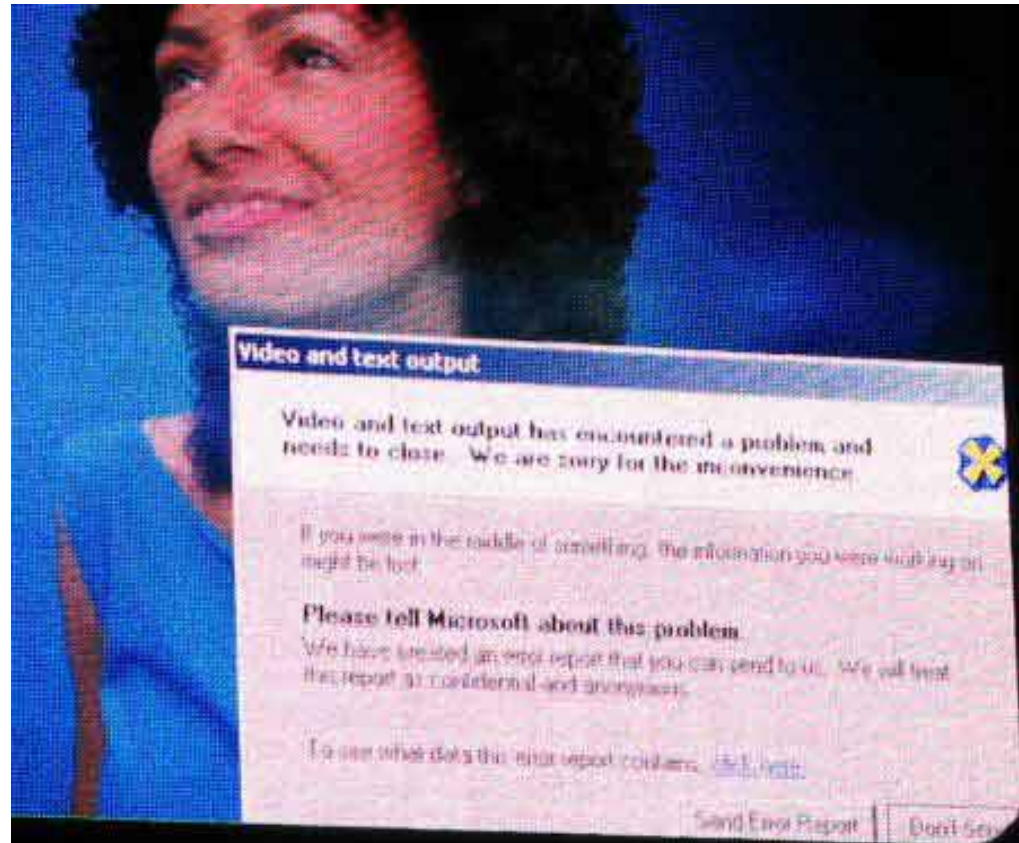 Video and text output
Video and text output has encountered a problem and
needs to close. We are sorry for the inconvenience
If you were in the middle of something, the information you were working on
might be lost
Please tell Microsoft about this problem.
We have created an error report that you can send to us. We will treat
this report as confidential and anonymous.
To see what data this error report contains, click here.
Send Error Report
Don't Sen